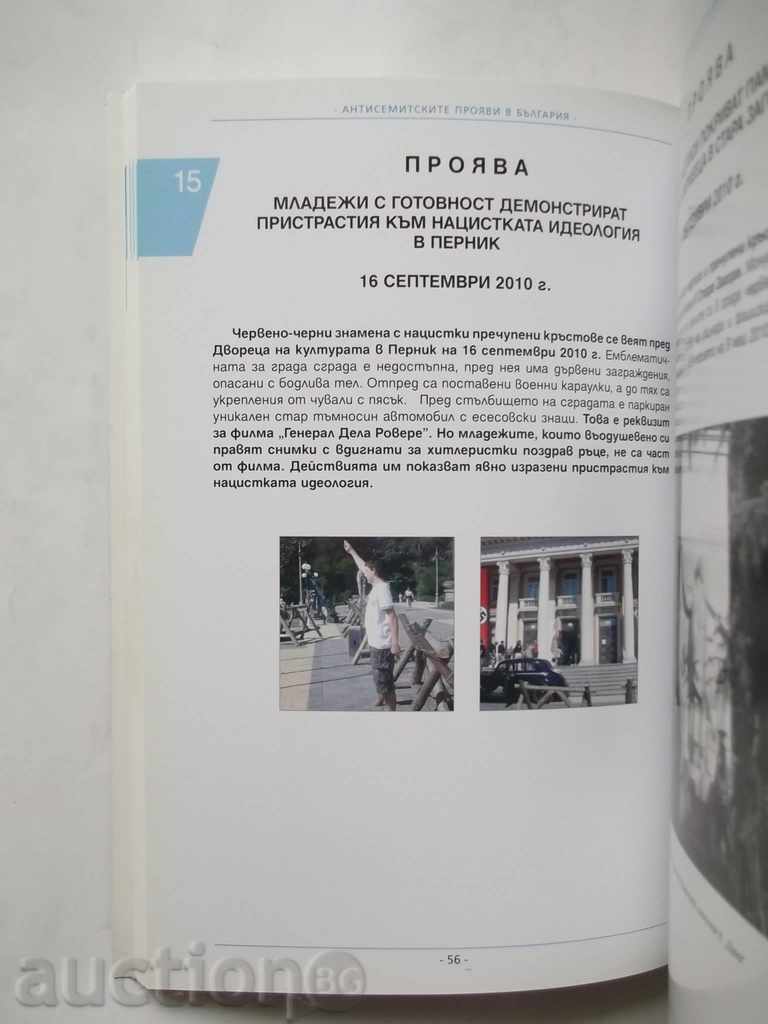 - АНТИСЕМИТСКИТЕ ПРОЯВИ В БЪЛГАРИЯ -
15
ПРОЯВА
МЛАДЕЖИ С ГОТОВНОСТ ДЕМОНСТРИРАТ
ПРИСТРАСТИЯ КЪМ НАЦИСТКАТА ИДЕОЛОГИЯ
В ПЕРНИК
16 СЕПТЕМВРИ 2010 г.
Червено-черни знамена с нацистки пречупени кръстове се веят пред
Двореца на културата в Перник на 16 септември 2010 г. Емблематич-
ната за града сграда е недостъпна, пред нея има дървени заграждения,
опасани с бодлива тел. Отпред са поставени военни караулки, а до тях са
укрепления от чували с пясък. Пред стълбището на сградата е паркиран
уникален стар тъмносин автомобил с есесовски знаци. Това е реквизит
за филма „Генерал Дела Ровере”. Но младежите, които въодушевено си
правят снимки с вдигнати за хитлеристки поздрав ръце, не са част
от филма. Действията им показват явно изразени пристрастия към
нацистката идеология.
- 56 -
ПРОЯВА
В СТАРА ЗАГ
2010 г.
auctionBG